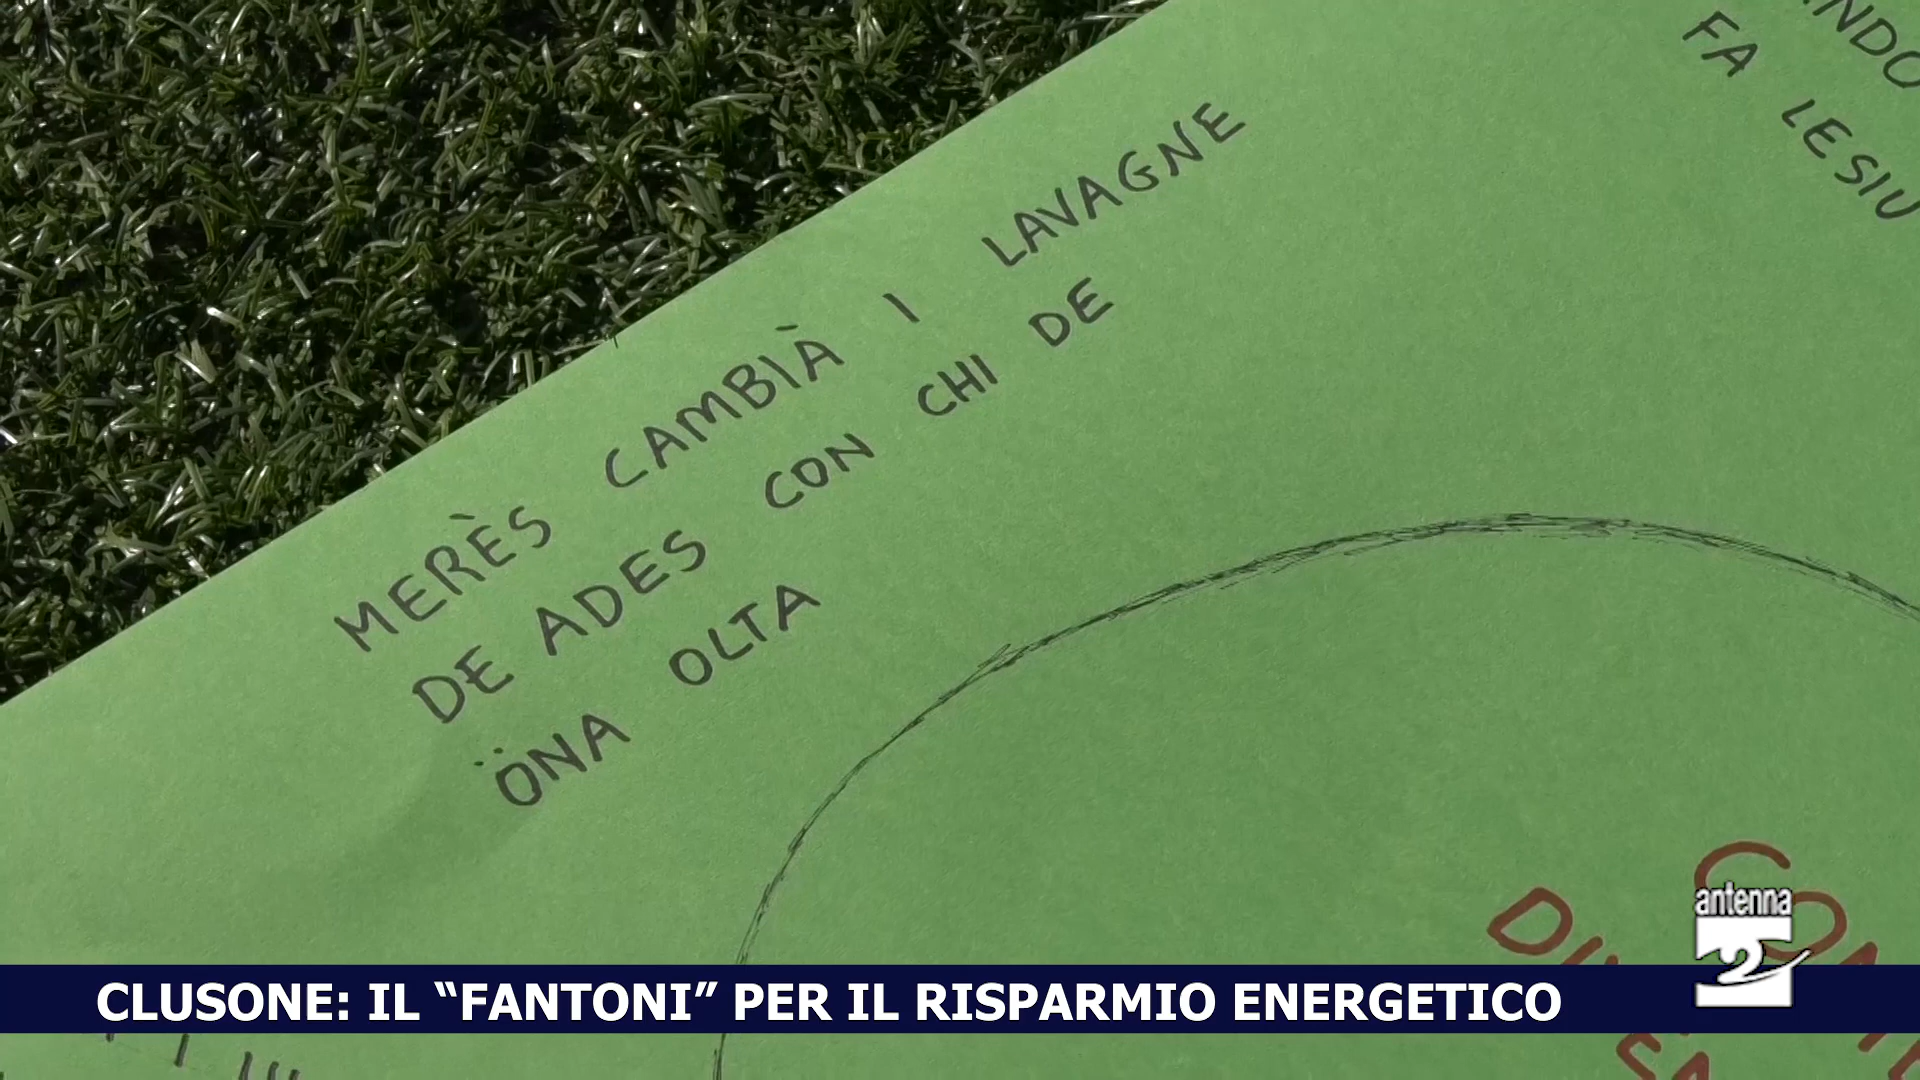 MERÈS CAMBIÀ I LAVAGNE
DE ADES CON CHI DE
ÖNA OLTA
FA LESIU
antenna
2
CLUSONE: IL “FANTONI” PER IL RISPARMIO ENERGETICO